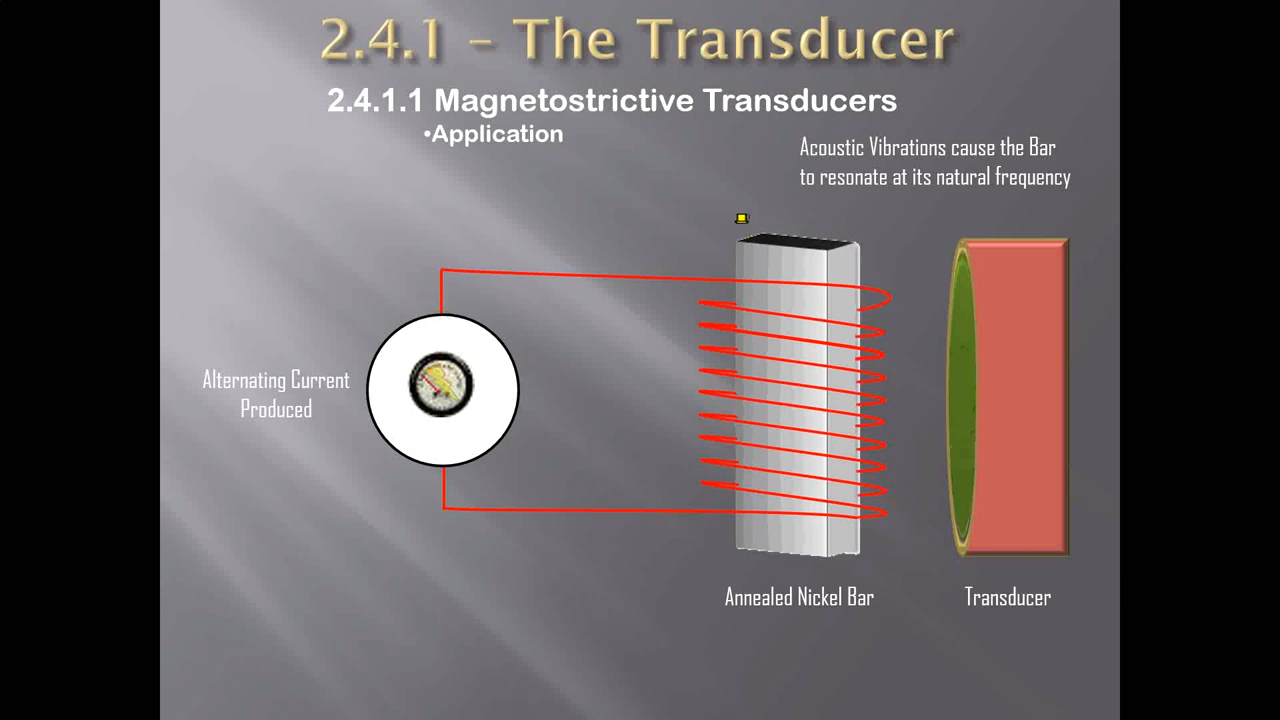 2.4.1 – The Transducer
2.4.1.1 Magnetostrictive Transducers
•Application
Acoustic Vibrations cause the Bar
to resonate at its natural frequency
Alternating Current
Produced
Annealed Nickel Bar
Transducer